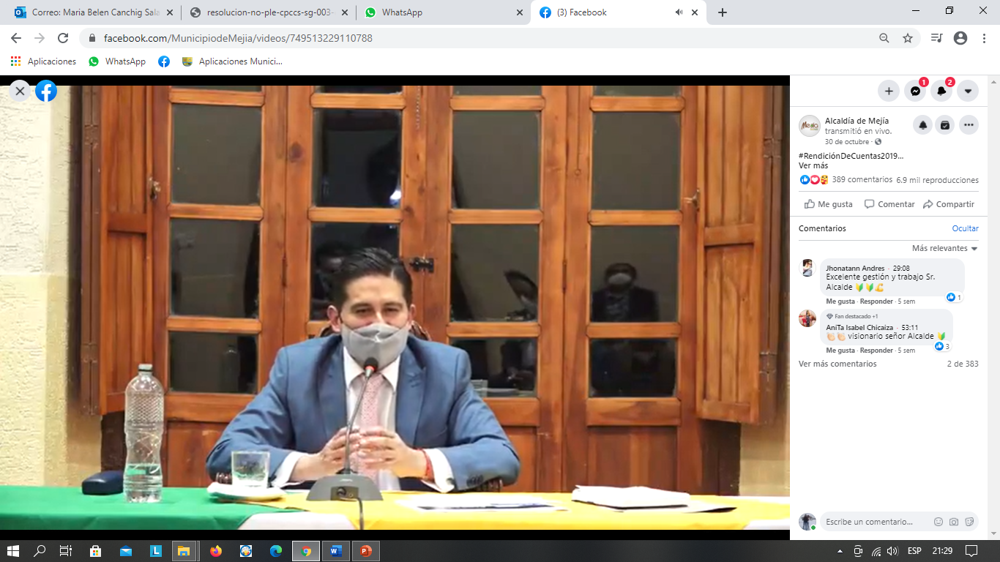 Correo: Maria Belen Canchig Sala
resolucion-no-ple-cpccs-sg-003-
WhatsApp
(3) Facebook
facebook.com/MunicipiodeMejia/videos/749513229110788
Aplicaciones
WhatsApp
Aplicaciones Munici...
1
2
Alcaldía de Mejía
transmitió en vivo.
30 de octubre ·
#RendiciónDeCuentas2019...
Ver más
389 comentarios
6.9 mil reproducciones
Me gusta
Comentar
Compartir
Comentarios
Ocultar
Más relevantes
Jhonatann Andres · 29:08
Excelente gestión y trabajo Sr.
Alcalde 🔰🔰💪
1
Me gusta · Responder · 5 sem
Fan destacado +1
AniTa Isabel Chicaiza · 53:11
👏🏻👏🏻 visionario señor Alcalde 🔰
3
Me gusta · Responder · 5 sem
Ver más comentarios
2 de 383
Escribe un comentario...
ESP
21:29